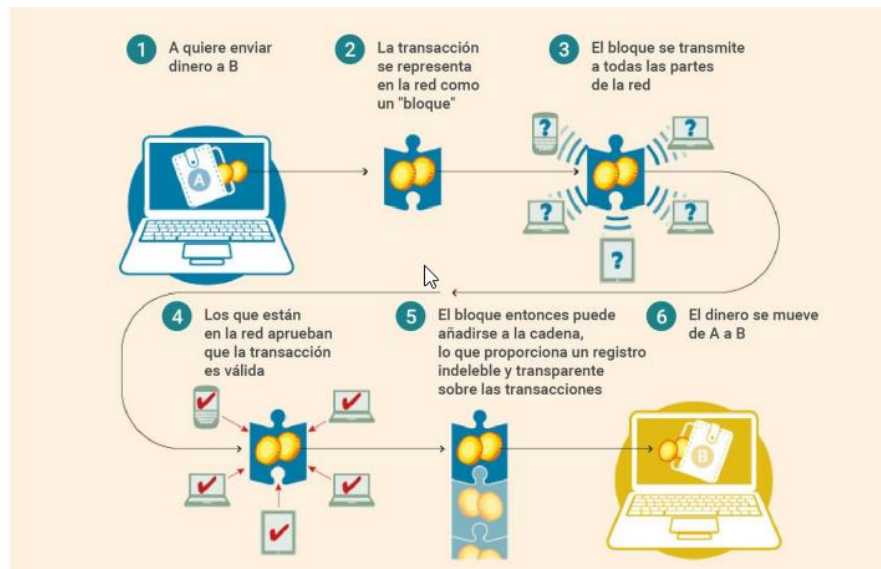 1
A quiere enviar
dinero a B
2
La transacción
se representa
en la red como
un "bloque"
3
El bloque se transmite
a todas las partes
de la red
A
4
Los que están
en la red aprueban
que la transacción
es válida
5
El bloque entonces puede
añadirse a la cadena,
lo que proporciona un registro
indeleble y transparente
sobre las transacciones
6
El dinero se mueve
de A a B
B